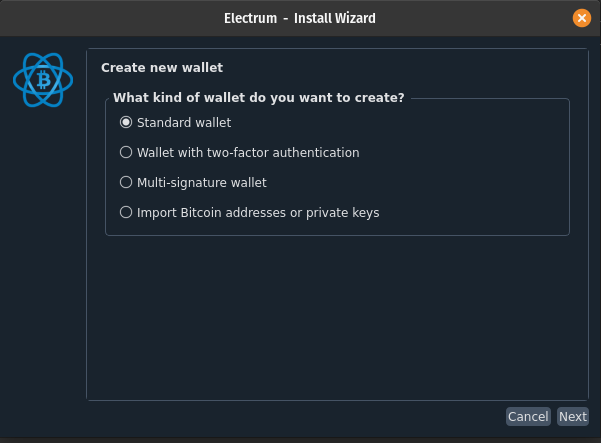 Electrum - Install Wizard
Create new wallet
What kind of wallet do you want to create?
Standard wallet
Wallet with two-factor authentication
Multi-signature wallet
Import Bitcoin addresses or private keys
Cancel Next